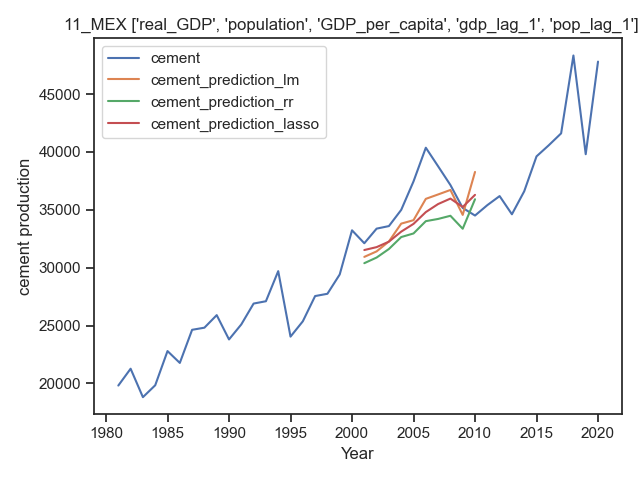 11_MEX ['real_GDP', 'population', 'GDP_per_capita', 'gdp_lag_1', 'pop_lag_1']
cement
cement_prediction_lm
cement_prediction_rr
cement_prediction_lasso
45000
40000
35000
30000
25000
20000
cement production
1980 1985 1990 1995 2000 2005 2010 2015 2020
Year